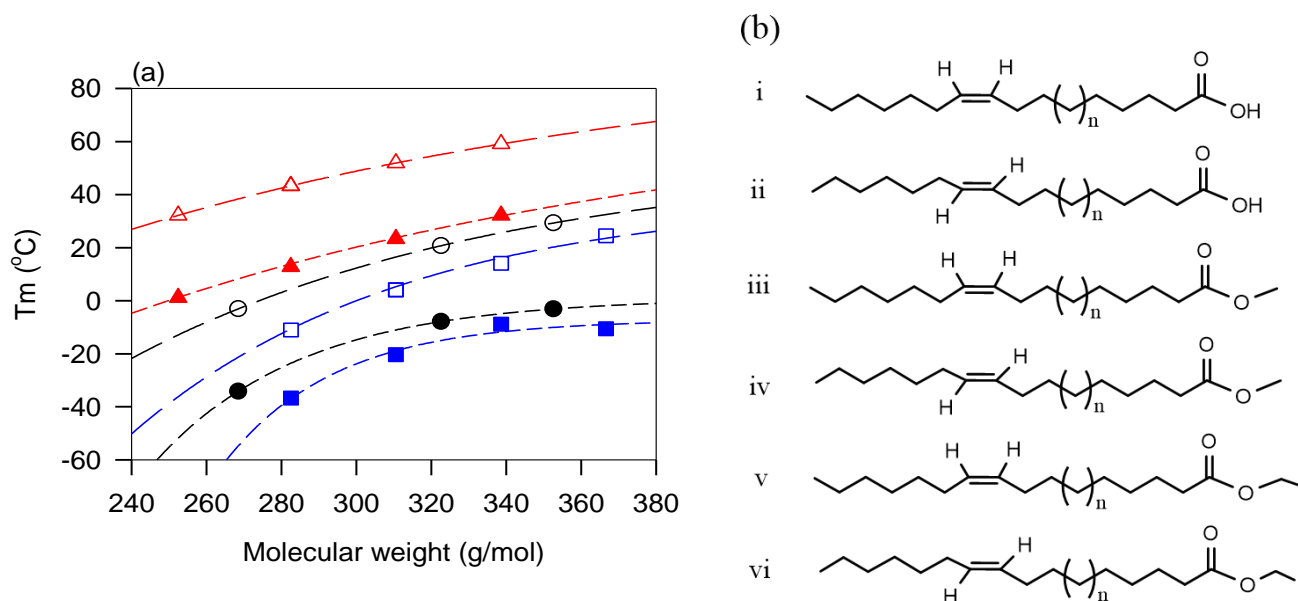 (a)
80
60
40
20
0
-20
-40
-60
240 260 280 300 320 340 360 380
Tm (°C)
Molecular weight (g/mol)
(b)
i
H H
n
O
OH
ii
H
H
n
O
OH
iii
H H
n
O
O
iv
H
H
n
O
O
v
H H
n
O
O
vi
H
H
n
O
O